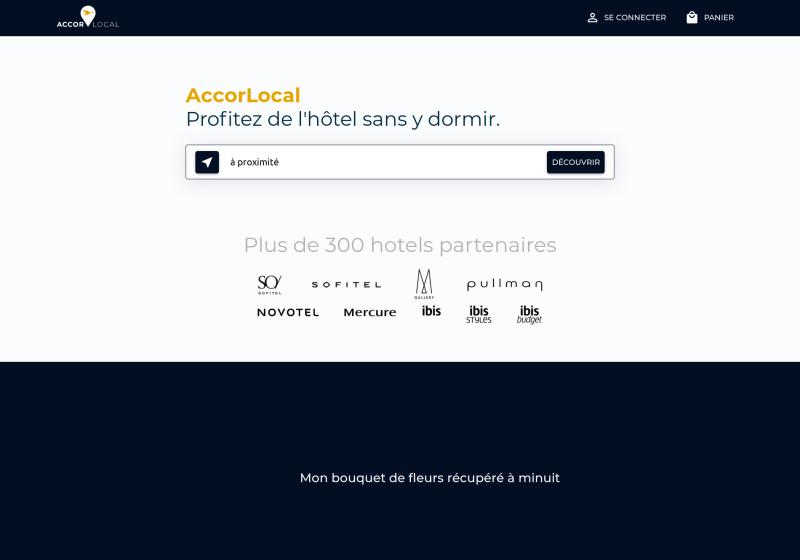 ACCOR LOCAL
SE CONNECTER
PANIER
AccorLocal
Profitez de l'hôtel sans y dormir.
à proximité
DÉCOUVRIR
Plus de 300 hotels partenaires
SO/ SOFITEL
SOFITEL
M GALLERY
pullman
NOVOTEL
Mercure
ibis
ibis STYLES
ibis budget
Mon bouquet de fleurs récupéré à minuit